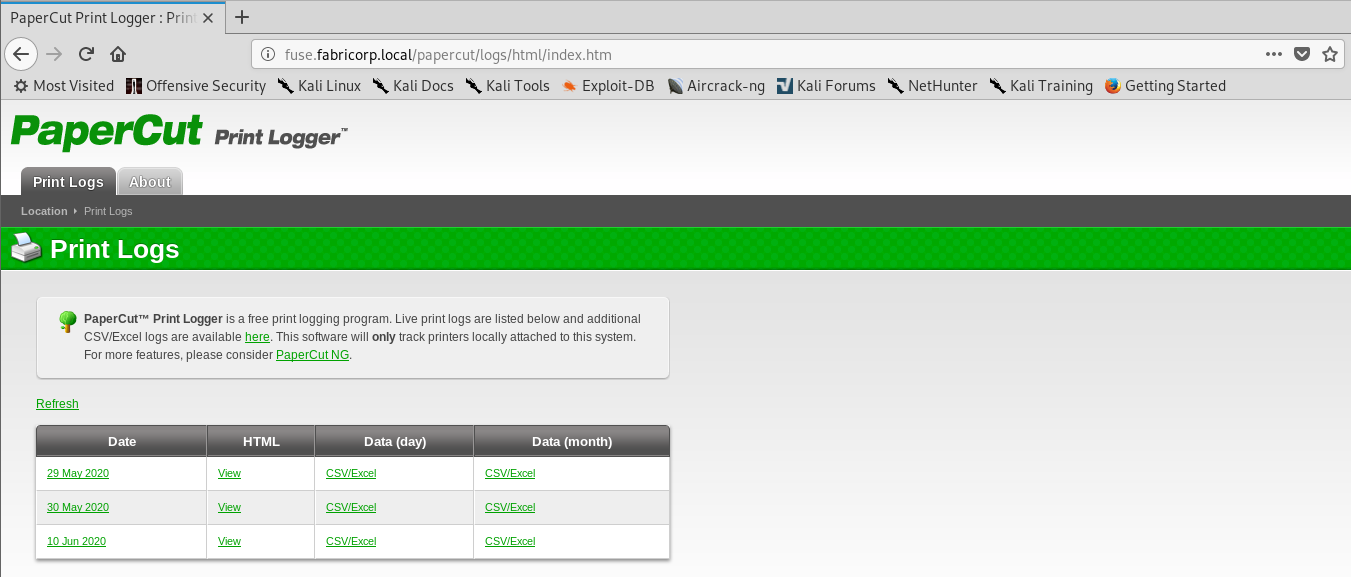 PaperCut Print Logger : Prin
fuse.fabricorp.local/papercut/logs/html/index.htm
Most Visited Offensive Security Kali Linux Kali Docs Kali Tools Exploit-DB Aircrack-ng Kali Forums NetHunter Kali Training Getting Started
PaperCut Print Logger™
Print Logs About
Location Print Logs
Print Logs
PaperCut™ Print Logger is a free print logging program. Live print logs are listed below and additional
CSV/Excel logs are available here. This software will only track printers locally attached to this system.
For more features, please consider PaperCut NG.
Refresh
Date HTML Data (day) Data (month)
29 May 2020 View CSV/Excel CSV/Excel
30 May 2020 View CSV/Excel CSV/Excel
10 Jun 2020 View CSV/Excel CSV/Excel